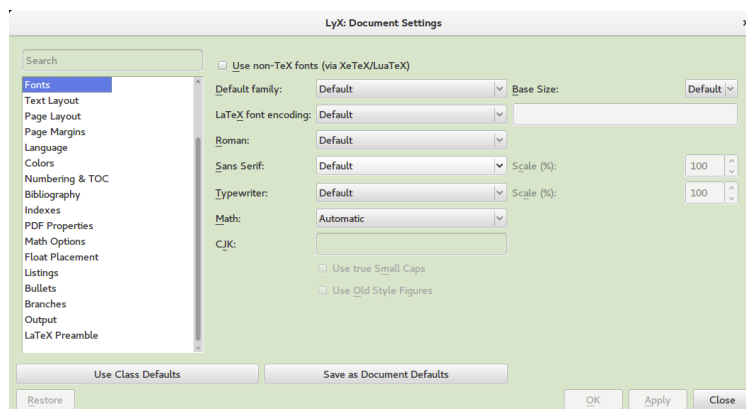 LyX: Document Settings
Search
Fonts
Text Layout
Page Layout
Page Margins
Language
Colors
Numbering & TOC
Bibliography
Indexes
PDF Properties
Math Options
Float Placement
Listings
Bullets
Branches
Output
LaTeX Preamble
Use non-TeX fonts (via XeTeX/LuaTeX)
Default family: Default Base Size: Default
LaTeX font encoding: Default
Roman: Default
Sans Serif: Default Scale (%): 100
Typewriter: Default Scale (%): 100
Math: Automatic
CJK:
Use true Small Caps
Use Old Style Figures
Use Class Defaults Save as Document Defaults
Restore OK Apply Close